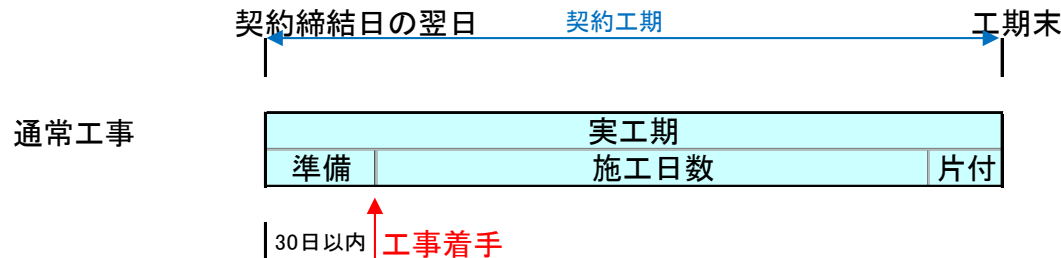 契約締結日の翌日 契約工期 工期末
通常工事 実工期
準備 施工日数 片付
30日以内 工事着手